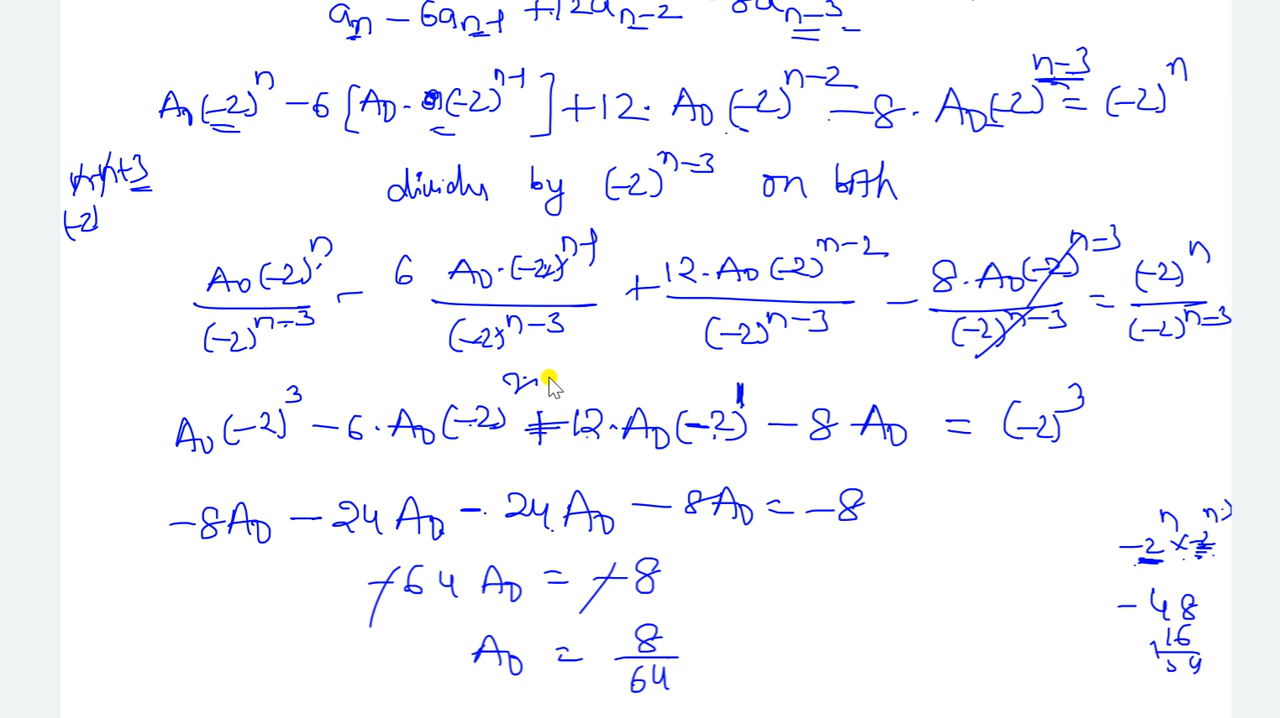 aₙ - 6aₙ₋₁ + 12aₙ₋₂ 8aₙ₋₃ =
A₀(-2)ⁿ - 6[A₀ · (-2)ⁿ⁻¹] + 12 · A₀(-2)ⁿ⁻² - 8 · A₀(-2)ⁿ⁻³ = (-2)ⁿ
n-n+3
(-2)
divides by (-2)ⁿ⁻³ on both
A₀(-2)ⁿ / (-2)ⁿ⁻³ - 6 A₀·(-2)ⁿ⁻¹ / (-2)ⁿ⁻³ + 12·A₀(-2)ⁿ⁻² / (-2)ⁿ⁻³ - 8·A₀(-2)ⁿ⁻³ / (-2)ⁿ⁻³ = (-2)ⁿ / (-2)ⁿ⁻³
A₀(-2)³ - 6·A₀(-2)² + 12·A₀(-2)¹ - 8A₀ = (-2)³
-8A₀ - 24A₀ - 24A₀ - 8A₀ = -8
-64A₀ = -8
A₀ = 8/64
-48
16